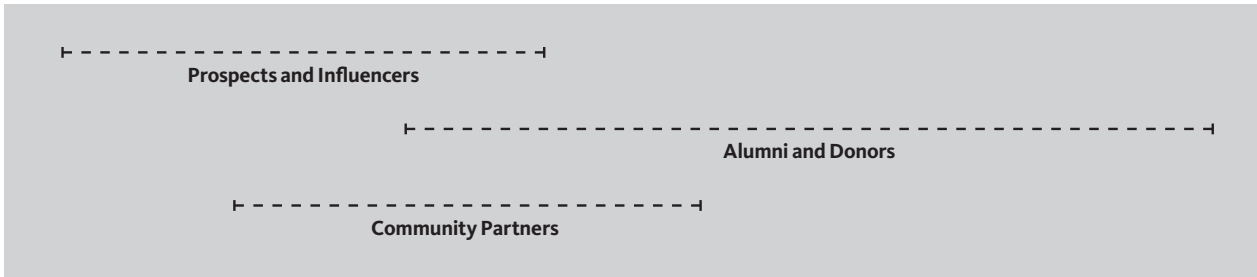 Prospects and Influencers
Alumni and Donors
Community Partners